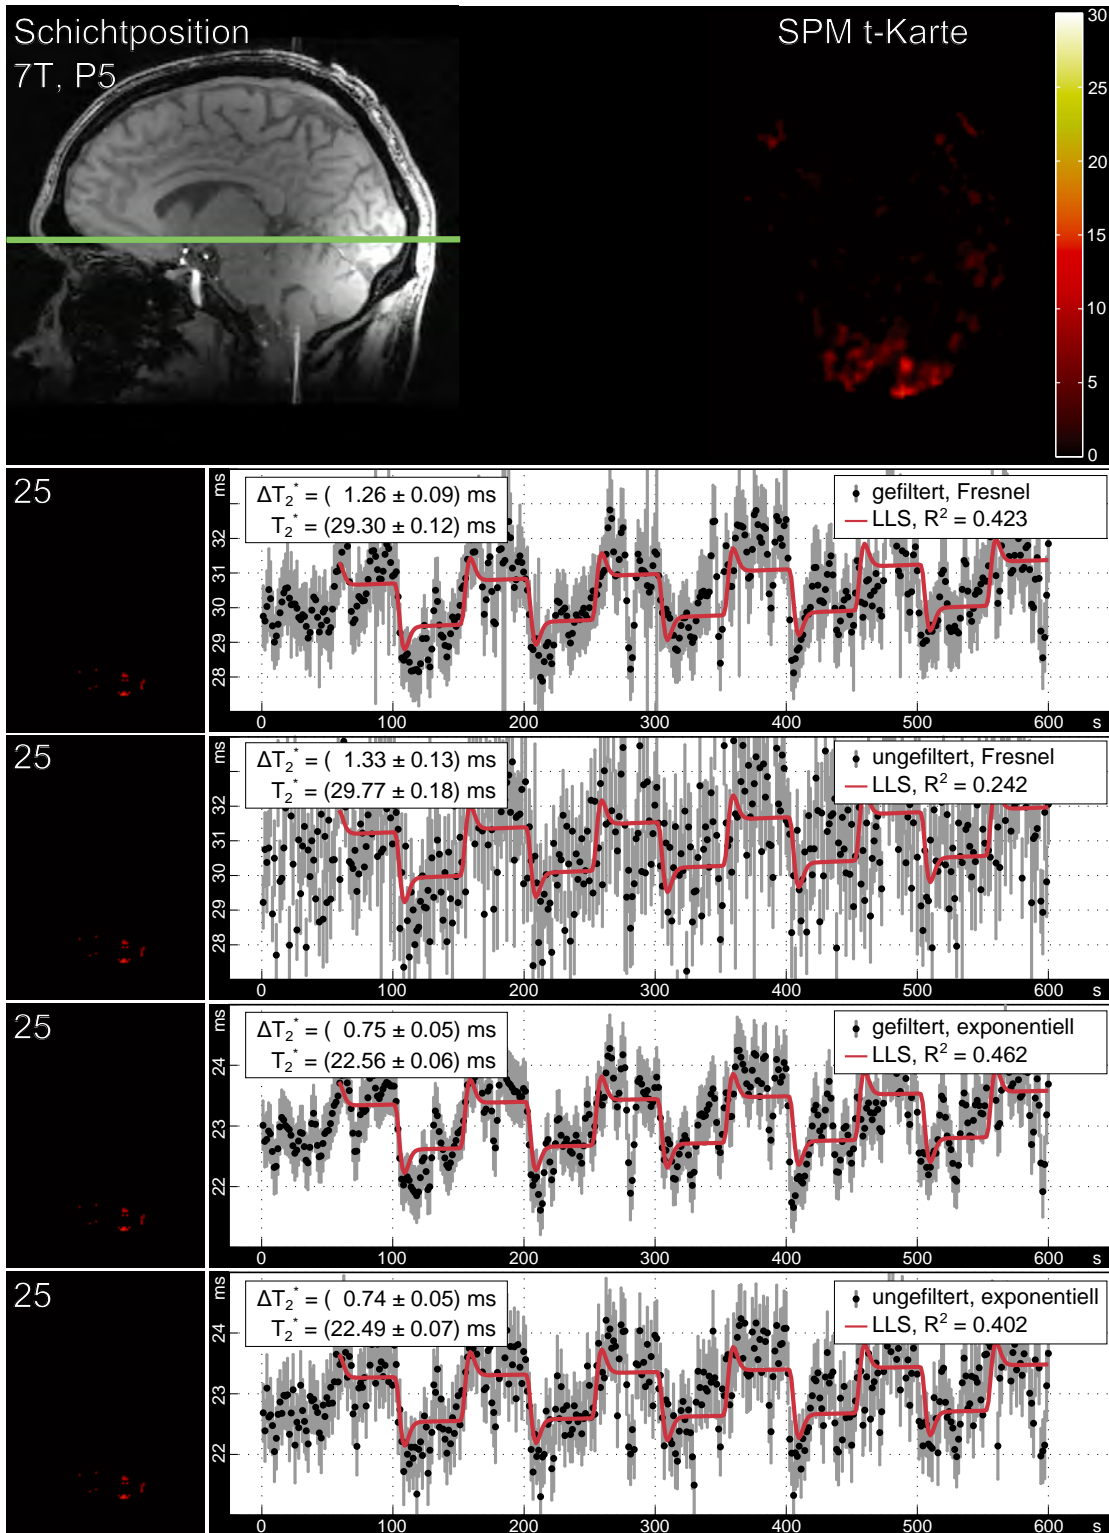 Schichtposition
7T, P5
SPM t-Karte
30
25
20
15
10
5
0
25
ms
32
31
30
29
28
ΔT₂* = ( 1.26 ± 0.09) ms
T₂* = (29.30 ± 0.12) ms
gefiltert, Fresnel
LLS, R² = 0.423
0 100 200 300 400 500 600 s
25
ms
32
31
30
29
28
ΔT₂* = ( 1.33 ± 0.13) ms
T₂* = (29.77 ± 0.18) ms
ungefiltert, Fresnel
LLS, R² = 0.242
0 100 200 300 400 500 600 s
25
ms
24
23
22
ΔT₂* = ( 0.75 ± 0.05) ms
T₂* = (22.56 ± 0.06) ms
gefiltert, exponentiell
LLS, R² = 0.462
0 100 200 300 400 500 600 s
25
ms
24
23
22
ΔT₂* = ( 0.74 ± 0.05) ms
T₂* = (22.49 ± 0.07) ms
ungefiltert, exponentiell
LLS, R² = 0.402
0 100 200 300 400 500 600 s